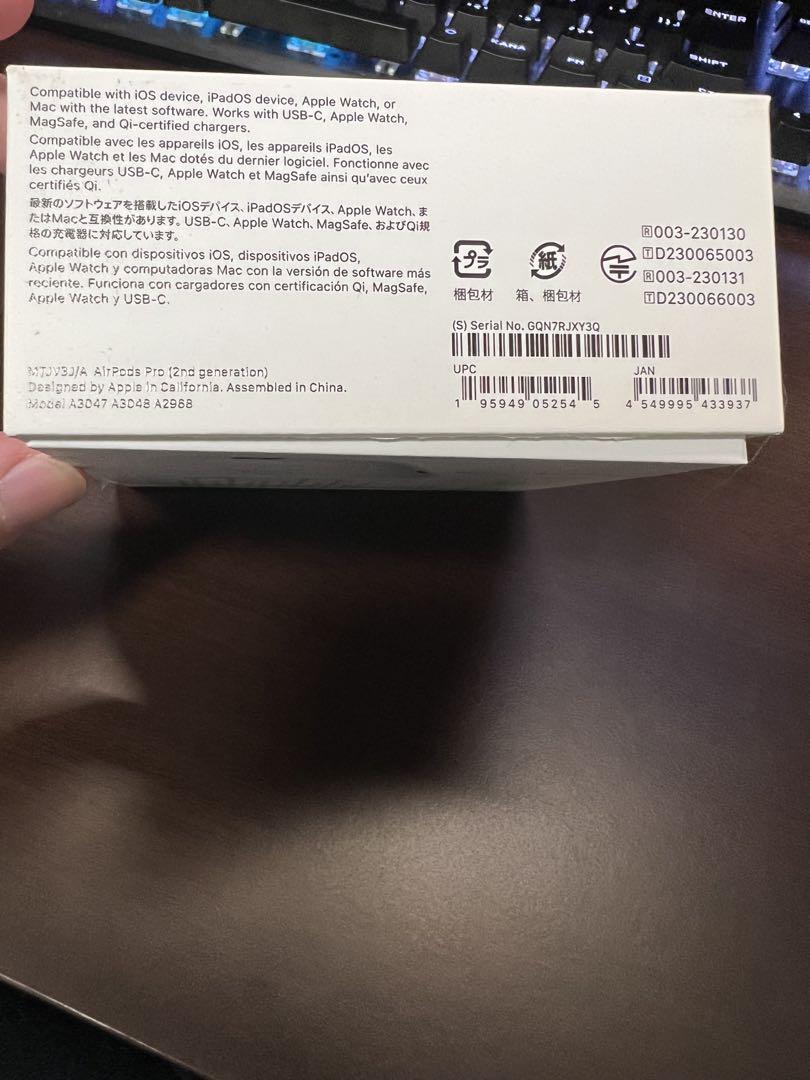 ENTER
KANA
FN
SHIFT
Compatible with iOS device, iPadOS device, Apple Watch, or
Mac with the latest software. Works with USB-C, Apple Watch,
MagSafe, and Qi-certified chargers.
Compatible avec les appareils iOS, les appareils iPadOS, les
Apple Watch et les Mac dotés du dernier logiciel. Fonctionne avec
les chargeurs USB-C, Apple Watch et MagSafe ainsi qu'avec ceux
certifiés Qi.
最新のソフトウェアを搭載したiOSデバイス、iPadOSデバイス、Apple Watch、ま
たはMacと互換性があります。USB-C、Apple Watch、MagSafe、およびQi規
格の充電器に対応しています。
Compatible con dispositivos iOS, dispositivos iPadOS,
Apple Watch y computadoras Mac con la versión de software más
reciente. Funciona con cargadores con certificación Qi, MagSafe,
Apple Watch y USB-C.
MTJV3J/A AirPods Pro (2nd generation)
Designed by Apple in California. Assembled in China.
Model A3047 A3048 A2968
プラ
梱包材
紙
箱、梱包材
R 003-230130
T D230065003
R 003-230131
T D230066003
(S) Serial No. GQN7RJXY3Q
UPC
1 95949 05254 5
JAN
4 549995 433937